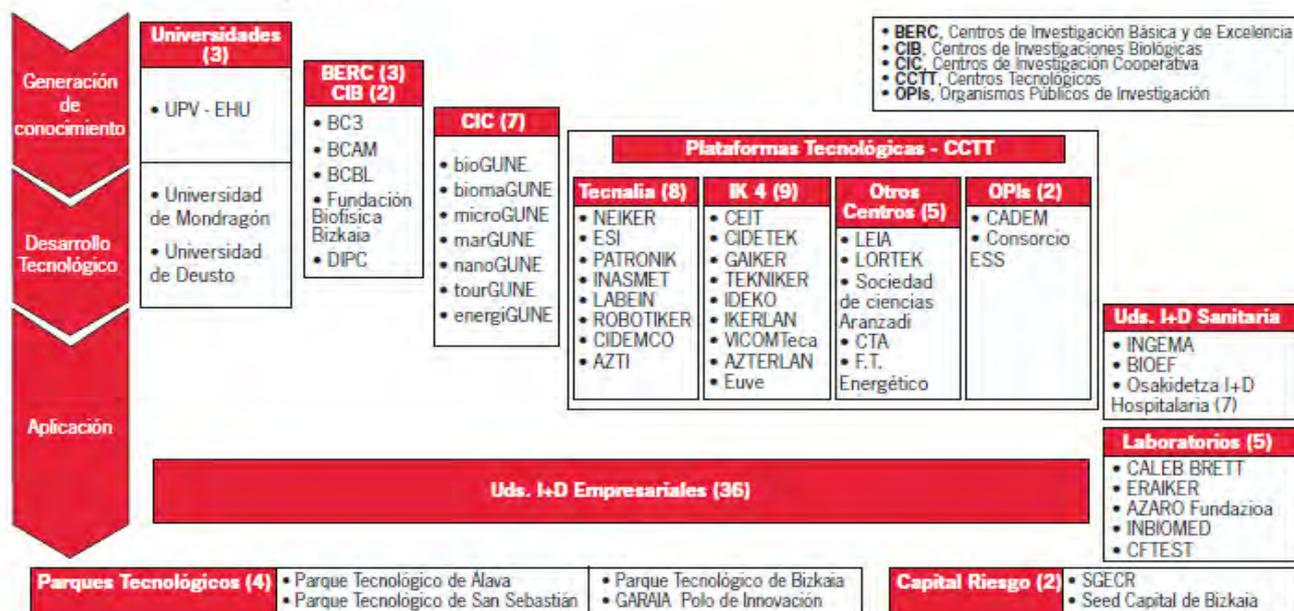 Generación
de
conocimiento
Desarrollo
Tecnológico
Aplicación
Universidades
(3)
• UPV - EHU
• Universidad
de Mondragón
• Universidad
de Deusto
BERC (3)
CIB (2)
• BC3
• BCAM
• BCBL
• Fundación
Biofísica
Bizkaia
• DIPC
CIC (7)
• bioGUNE
• biomaGUNE
• microGUNE
• marGUNE
• nanoGUNE
• tourGUNE
• energiGUNE
• BERC, Centros de Investigación Básica y de Excelencia
• CIB, Centros de Investigaciones Biológicas
• CIC, Centros de Investigación Cooperativa
• CCTT, Centros Tecnológicos
• OPIs, Organismos Públicos de Investigación
Plataformas Tecnológicas - CCTT
Tecnalia (8)
• NEIKER
• ESI
• PATRONIK
• INASMET
• LABEIN
• ROBOTIKER
• CIDEMCO
• AZTI
IK 4 (9)
• CEIT
• CIDETEK
• GAIKER
• TEKNIKER
• IDEKO
• IKERLAN
• VICOMTeca
• AZTERLAN
• Euve
Otros
Centros (5)
• LEIA
• LORTEK
• Sociedad
de ciencias
Aranzadi
• CTA
• F.T.
Energético
OPIs (2)
• CADEM
• Consorcio
ESS
Uds. I+D Sanitaria
• INGEMA
• BIOEF
• Osakidetza I+D
Hospitalaria (7)
Laboratorios (5)
• CALEB BRETT
• ERAIKER
• AZARO Fundazioa
• INBIOMED
• CFTEST
Uds. I+D Empresariales (36)
Parques Tecnológicos (4)
• Parque Tecnológico de Álava
• Parque Tecnológico de San Sebastián
• Parque Tecnológico de Bizkaia
• GARAIA Polo de Innovación
Capital Riesgo (2)
• SGECR
• Seed Capital de Bizkaia